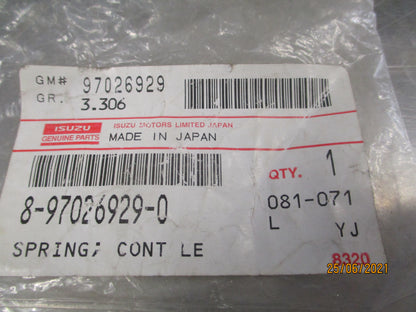 GM# 97026929
GR. 3.306
ISUZU
GENUINE PARTS
ISUZU MOTORS LIMITED JAPAN
MADE IN JAPAN
QTY. 1
8-97026929-0
081-071
L YJ
SPRING; CONT LE
8320
25/06/2021